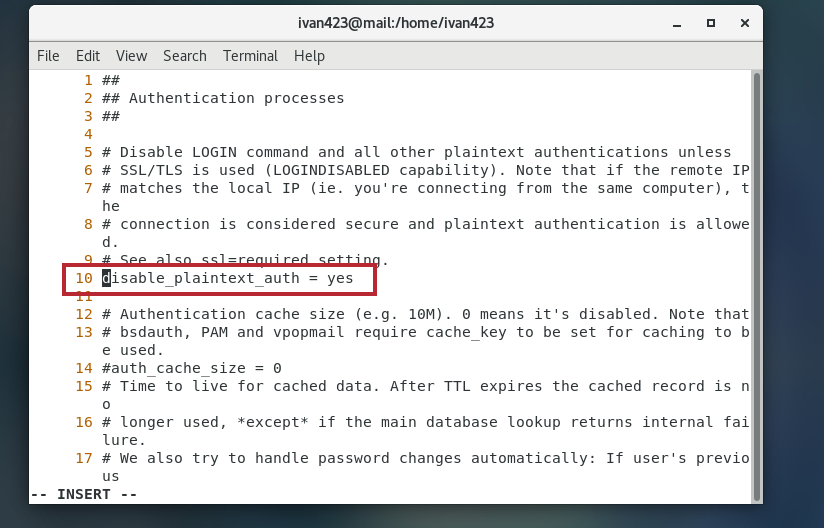 ivan423@mail:/home/ivan423
File Edit View Search Terminal Help
1 ##
2 ## Authentication processes
3 ##
4
5 # Disable LOGIN command and all other plaintext authentications unless
6 # SSL/TLS is used (LOGINDISABLED capability). Note that if the remote IP
7 # matches the local IP (ie. you're connecting from the same computer), t
he
8 # connection is considered secure and plaintext authentication is allowe
d.
9 # See also ssl=required setting.
10 disable_plaintext_auth = yes
11
12 # Authentication cache size (e.g. 10M). 0 means it's disabled. Note that
13 # bsdauth, PAM and vpopmail require cache_key to be set for caching to b
e used.
14 #auth_cache_size = 0
15 # Time to live for cached data. After TTL expires the cached record is n
o
16 # longer used, *except* if the main database lookup returns internal fai
lure.
17 # We also try to handle password changes automatically: If user's previo
us
-- INSERT --